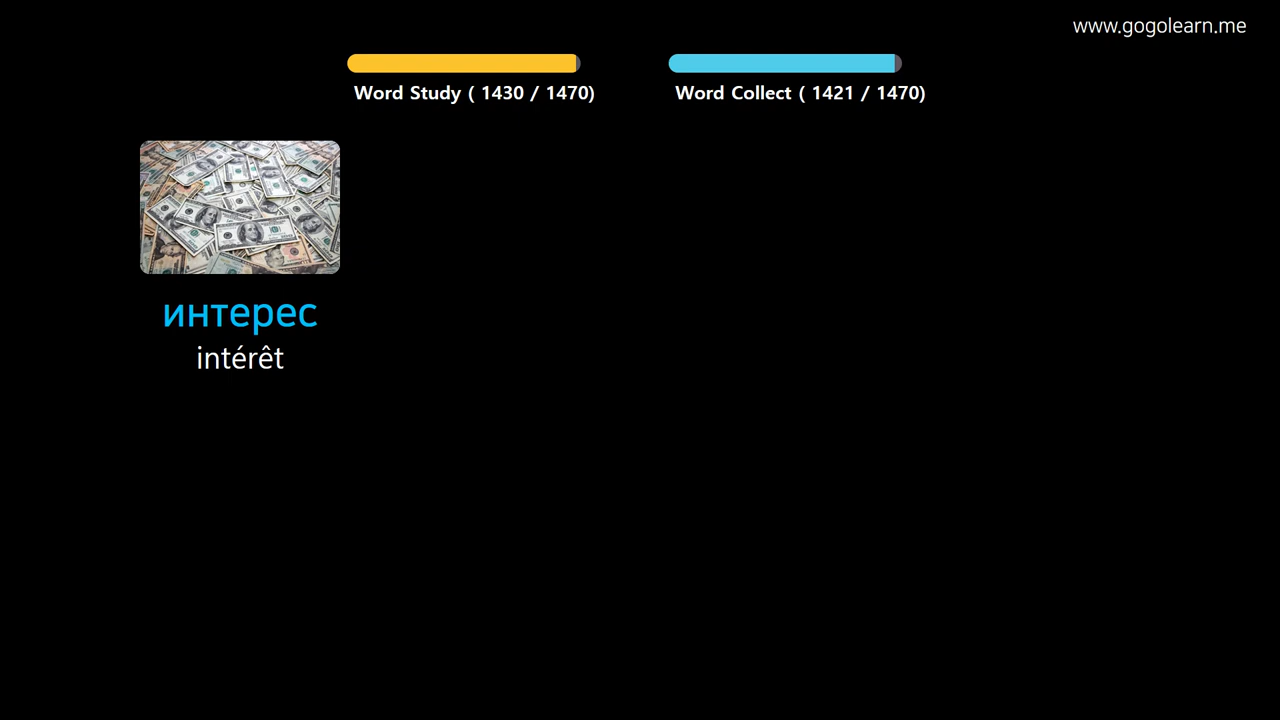 www.gogolearn.me
Word Study ( 1430 / 1470)
Word Collect ( 1421 / 1470)
интерес
intérêt